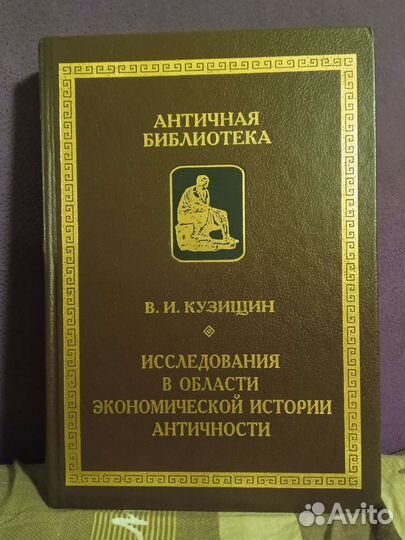 АНТИЧНАЯ
БИБЛИОТЕКА
В. И. КУЗИЩИН
ИССЛЕДОВАНИЯ
В ОБЛАСТИ
ЭКОНОМИЧЕСКОЙ ИСТОРИИ
АНТИЧНОСТИ
Avito